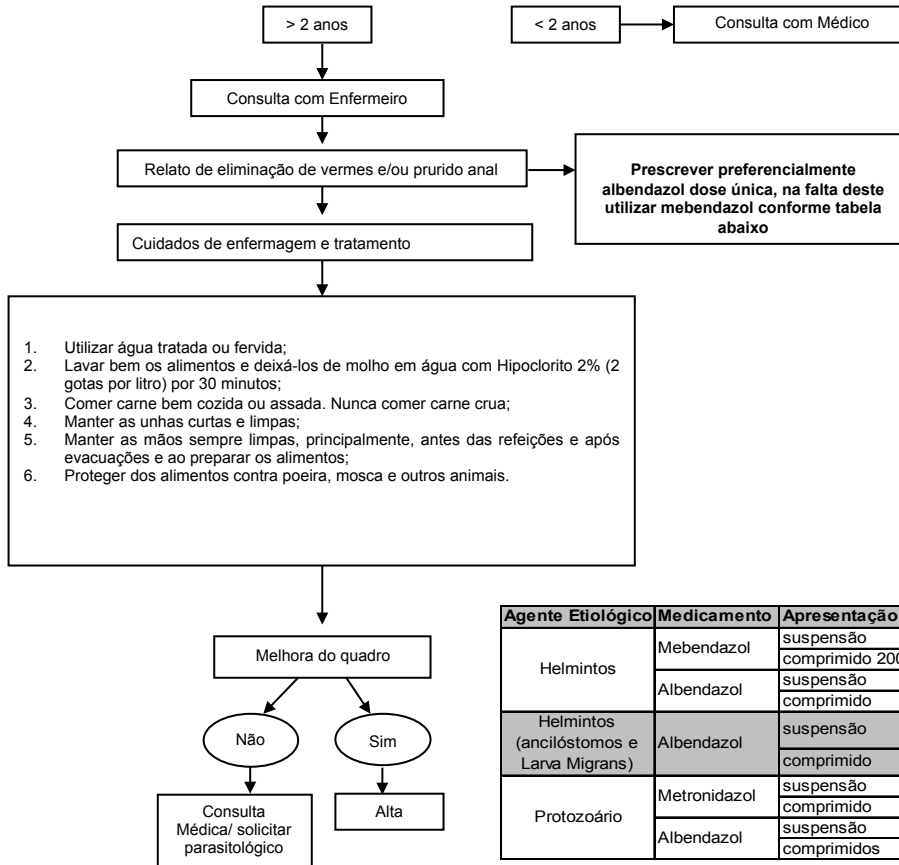 > 2 anos
< 2 anos
Consulta com Médico
Consulta com Enfermeiro
Relato de eliminação de vermes e/ou prurido anal
Prescrever preferencialmente
albendazol dose única, na falta deste
utilizar mebendazol conforme tabela
abaixo
Cuidados de enfermagem e tratamento
1. Utilizar água tratada ou fervida;
2. Lavar bem os alimentos e deixá-los de molho em água com Hipoclorito 2% (2
gotas por litro) por 30 minutos;
3. Comer carne bem cozida ou assada. Nunca comer carne crua;
4. Manter as unhas curtas e limpas;
5. Manter as mãos sempre limpas, principalmente, antes das refeições e após
evacuações e ao preparar os alimentos;
6. Proteger dos alimentos contra poeira, mosca e outros animais.
Melhora do quadro
Não
Sim
Consulta
Médica/ solicitar
parasitológico
Alta
Agente Etiológico Medicamento Apresentação
Helmintos
Mebendazol
suspensão
comprimido 200
Albendazol
suspensão
comprimido
Helmintos
(ancilóstomos e
Larva Migrans)
Albendazol
suspensão
comprimido
Protozoário
Metronidazol
suspensão
comprimido
Albendazol
suspensão
comprimidos